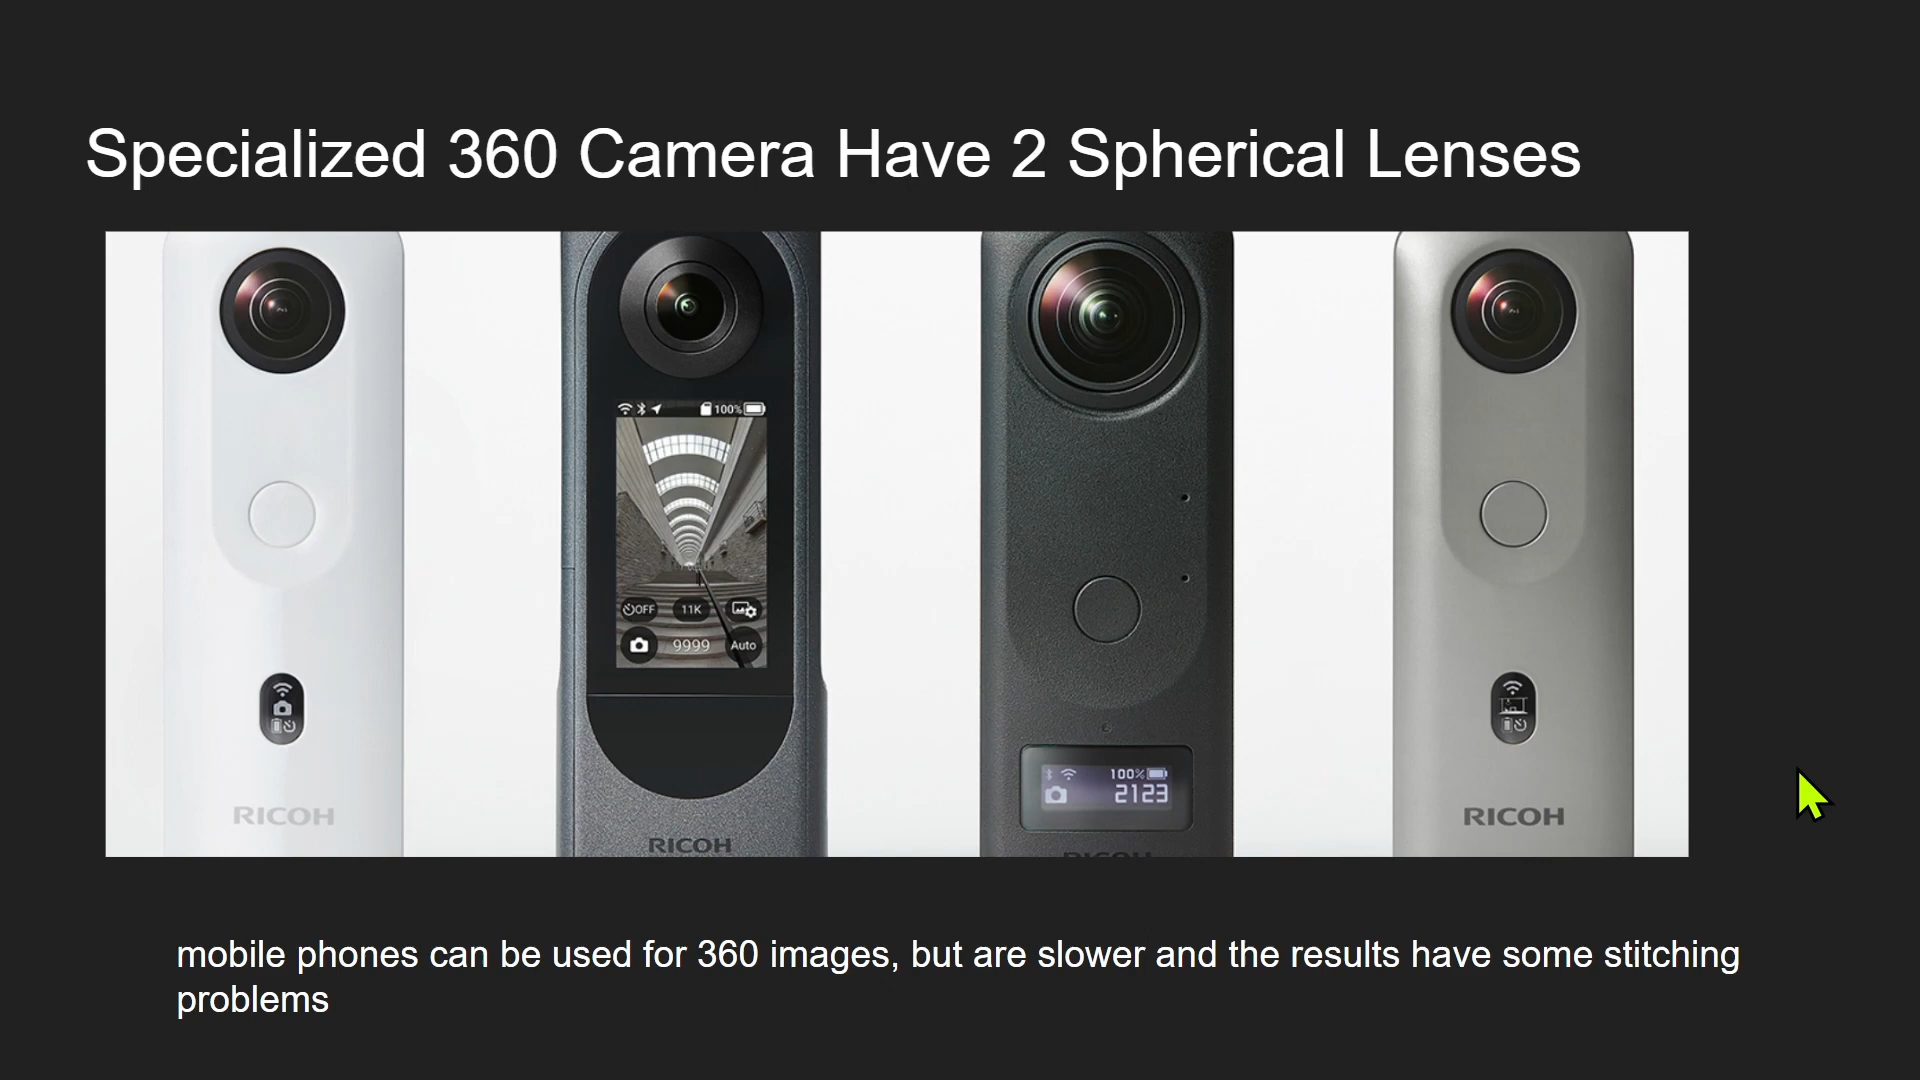 Specialized 360 Camera Have 2 Spherical Lenses
100%
OFF 11K
9999 Auto
100%
2123
RICOH
RICOH
RICOH
RICOH
mobile phones can be used for 360 images, but are slower and the results have some stitching
problems